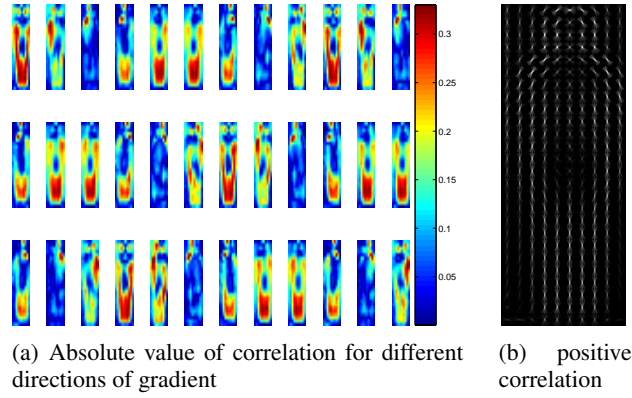 0.3
0.25
0.2
0.15
0.1
0.05
(a) Absolute value of correlation for different
directions of gradient
(b) positive
correlation